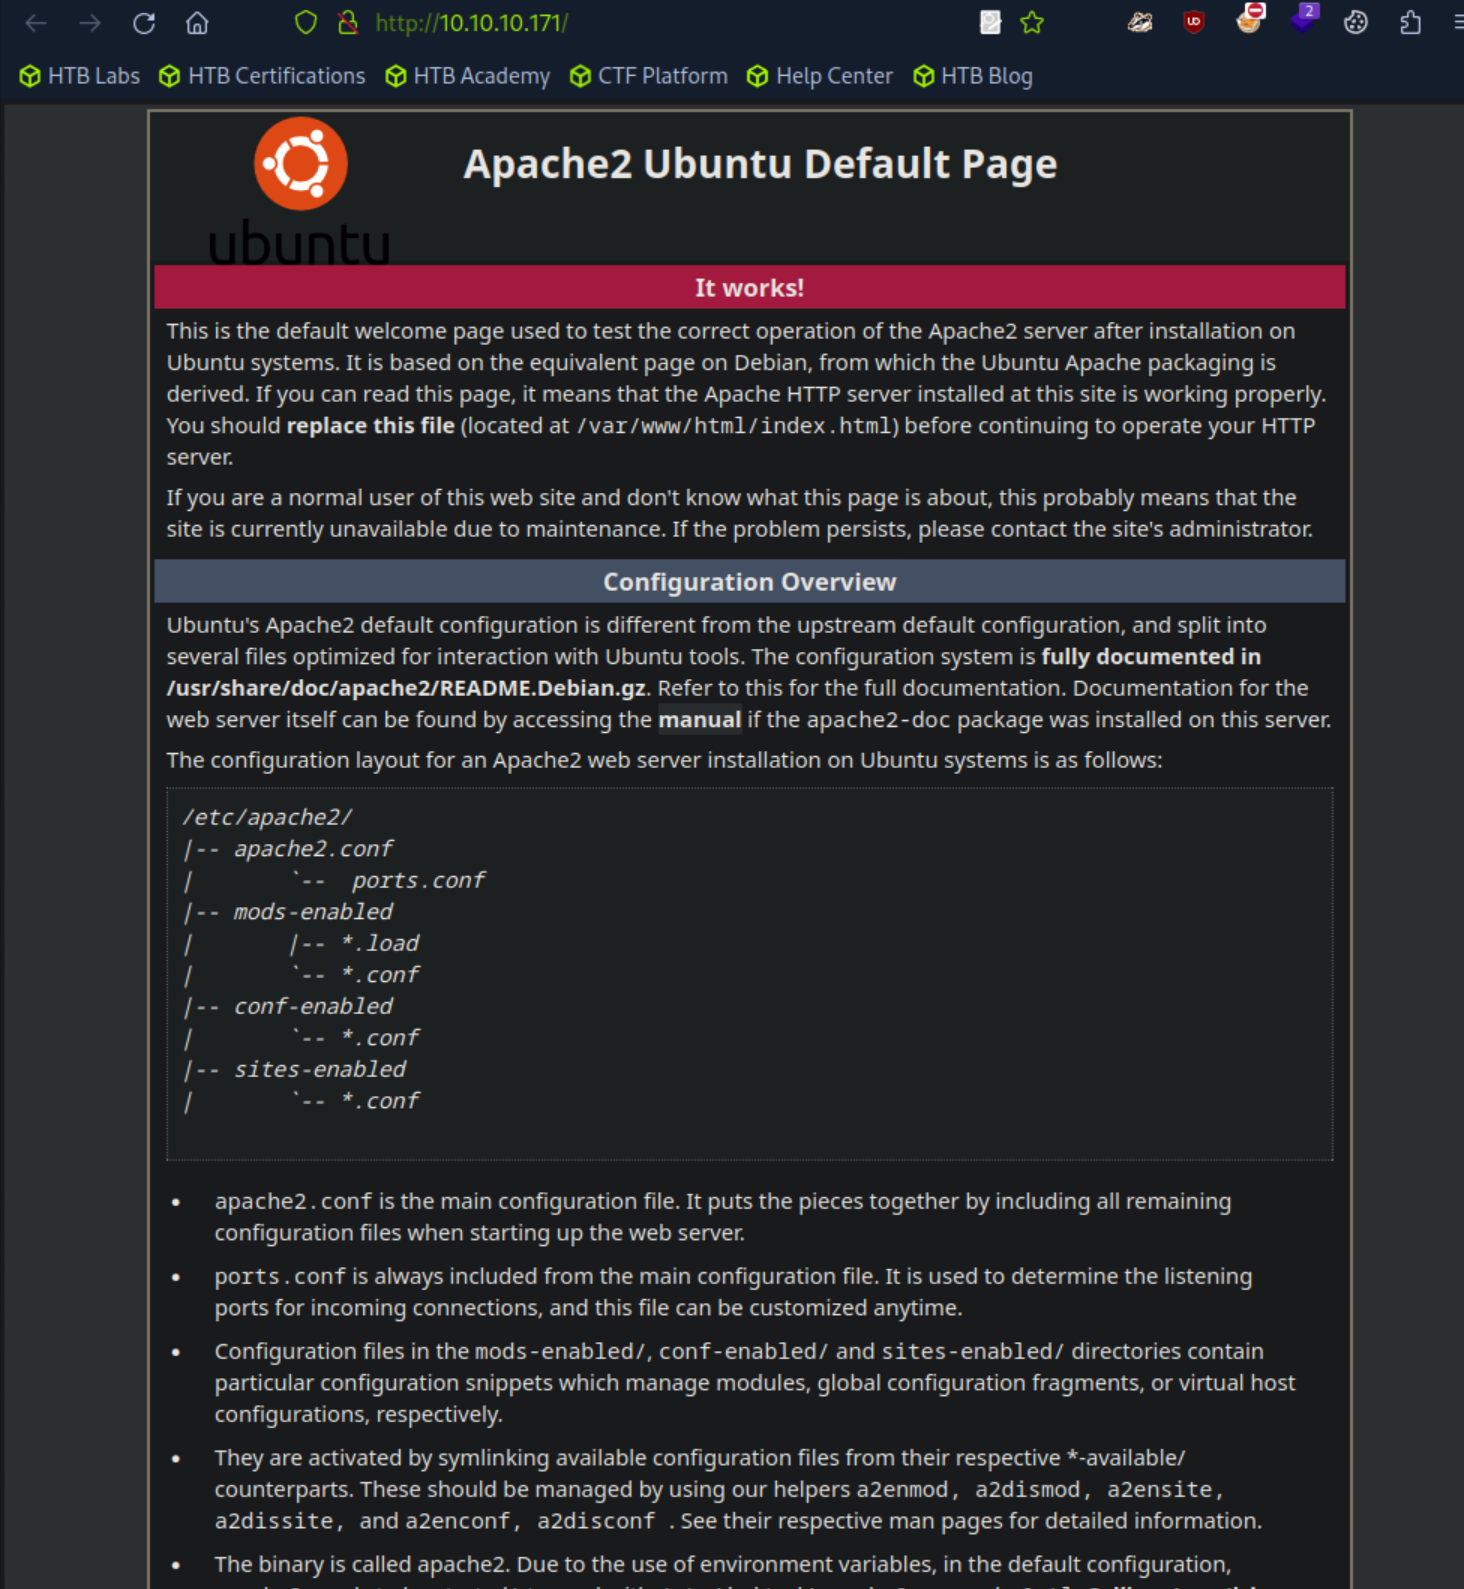 http://10.10.10.171/
2
HTB Labs HTB Certifications HTB Academy CTF Platform Help Center HTB Blog
ubuntu
Apache2 Ubuntu Default Page
It works!
This is the default welcome page used to test the correct operation of the Apache2 server after installation on
Ubuntu systems. It is based on the equivalent page on Debian, from which the Ubuntu Apache packaging is
derived. If you can read this page, it means that the Apache HTTP server installed at this site is working properly.
You should replace this file (located at /var/www/html/index.html) before continuing to operate your HTTP
server.
If you are a normal user of this web site and don't know what this page is about, this probably means that the
site is currently unavailable due to maintenance. If the problem persists, please contact the site's administrator.
Configuration Overview
Ubuntu's Apache2 default configuration is different from the upstream default configuration, and split into
several files optimized for interaction with Ubuntu tools. The configuration system is fully documented in
/usr/share/doc/apache2/README.Debian.gz. Refer to this for the full documentation. Documentation for the
web server itself can be found by accessing the manual if the apache2-doc package was installed on this server.
The configuration layout for an Apache2 web server installation on Ubuntu systems is as follows:
/etc/apache2/
|-- apache2.conf
|       `--  ports.conf
|-- mods-enabled
|       |-- *.load
|       `-- *.conf
|-- conf-enabled
|       `-- *.conf
|-- sites-enabled
|       `-- *.conf
• apache2.conf is the main configuration file. It puts the pieces together by including all remaining
configuration files when starting up the web server.
• ports.conf is always included from the main configuration file. It is used to determine the listening
ports for incoming connections, and this file can be customized anytime.
• Configuration files in the mods-enabled/, conf-enabled/ and sites-enabled/ directories contain
particular configuration snippets which manage modules, global configuration fragments, or virtual host
configurations, respectively.
• They are activated by symlinking available configuration files from their respective *-available/
counterparts. These should be managed by using our helpers a2enmod, a2dismod, a2ensite,
a2dissite, and a2enconf, a2disconf . See their respective man pages for detailed information.
• The binary is called apache2. Due to the use of environment variables, in the default configuration,